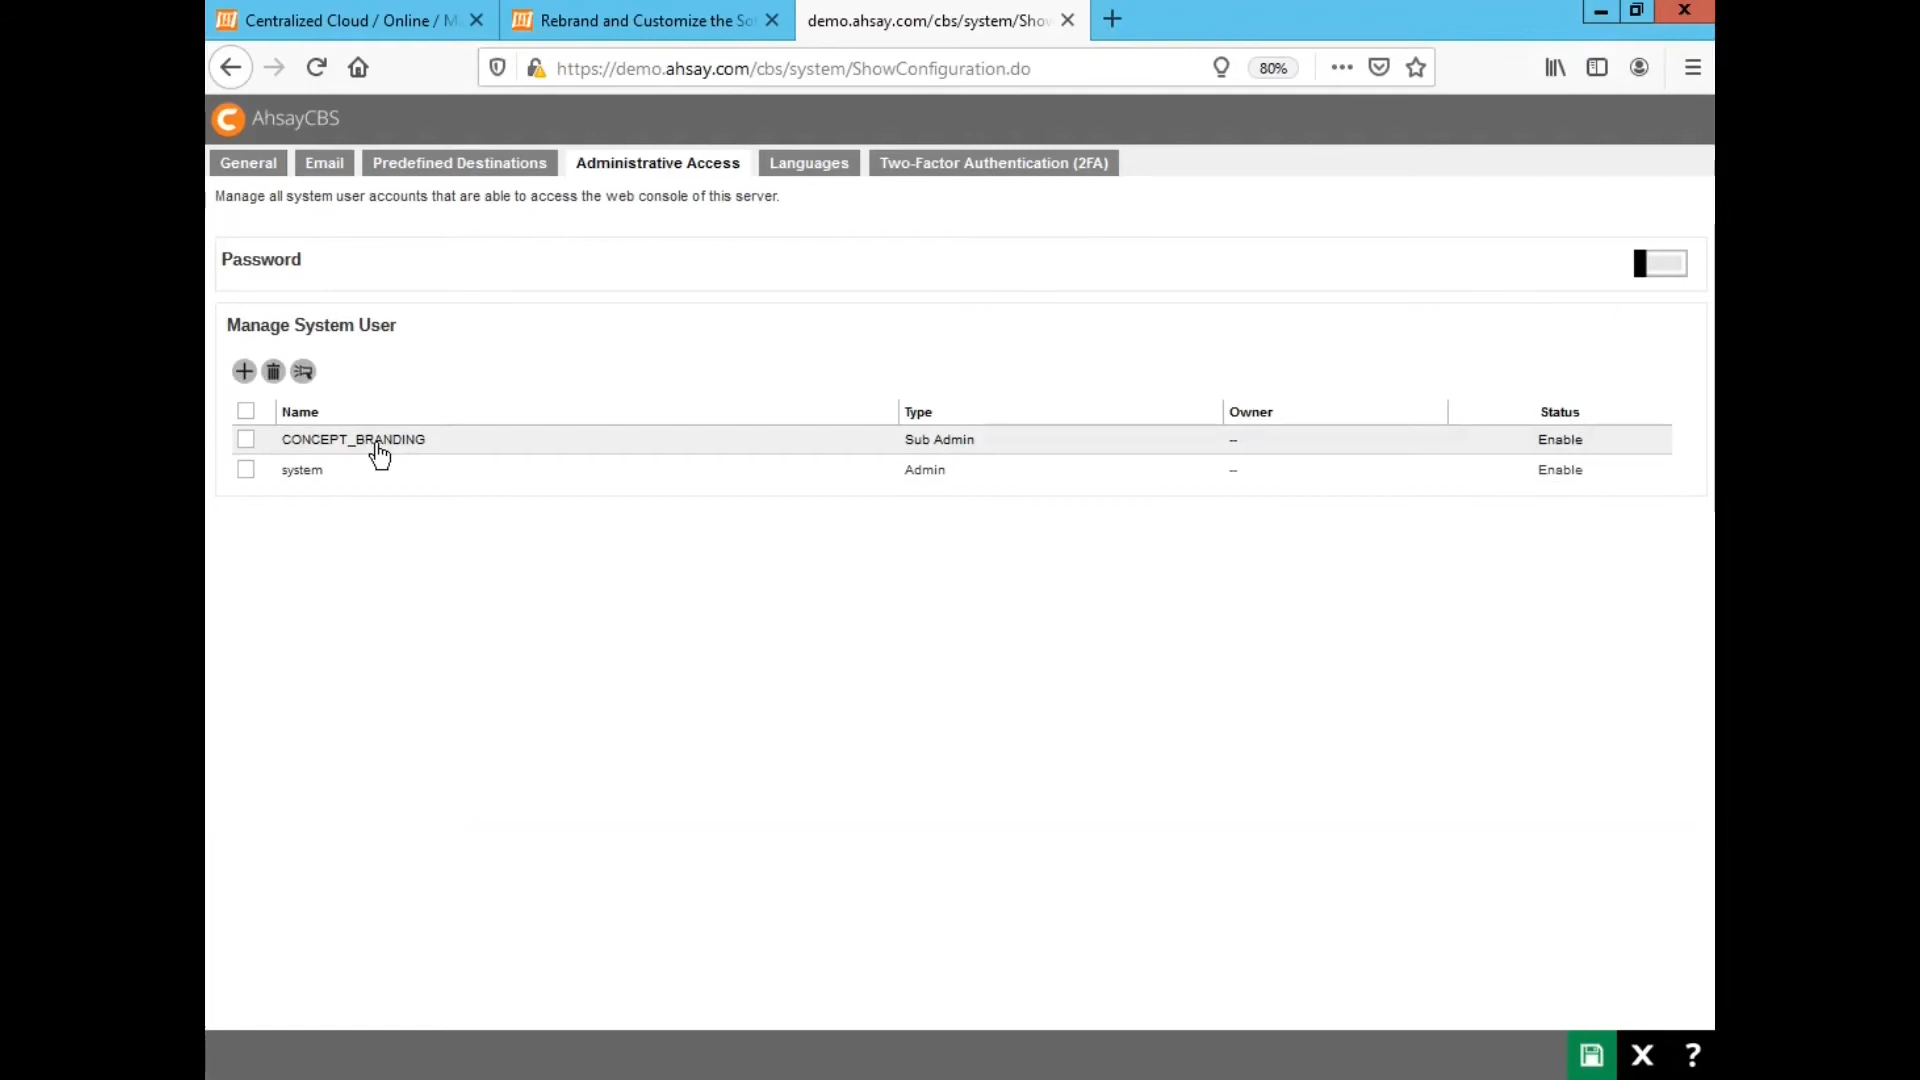 Centralized Cloud / Online / M
Rebrand and Customize the So
demo.ahsay.com/cbs/system/Sho
https://demo.ahsay.com/cbs/system/ShowConfiguration.do
80%
AhsayCBS
General
Email
Predefined Destinations
Administrative Access
Languages
Two-Factor Authentication (2FA)
Manage all system user accounts that are able to access the web console of this server.
Password
Manage System User
Name Type Owner Status
CONCEPT_BRANDING Sub Admin -- Enable
system Admin -- Enable